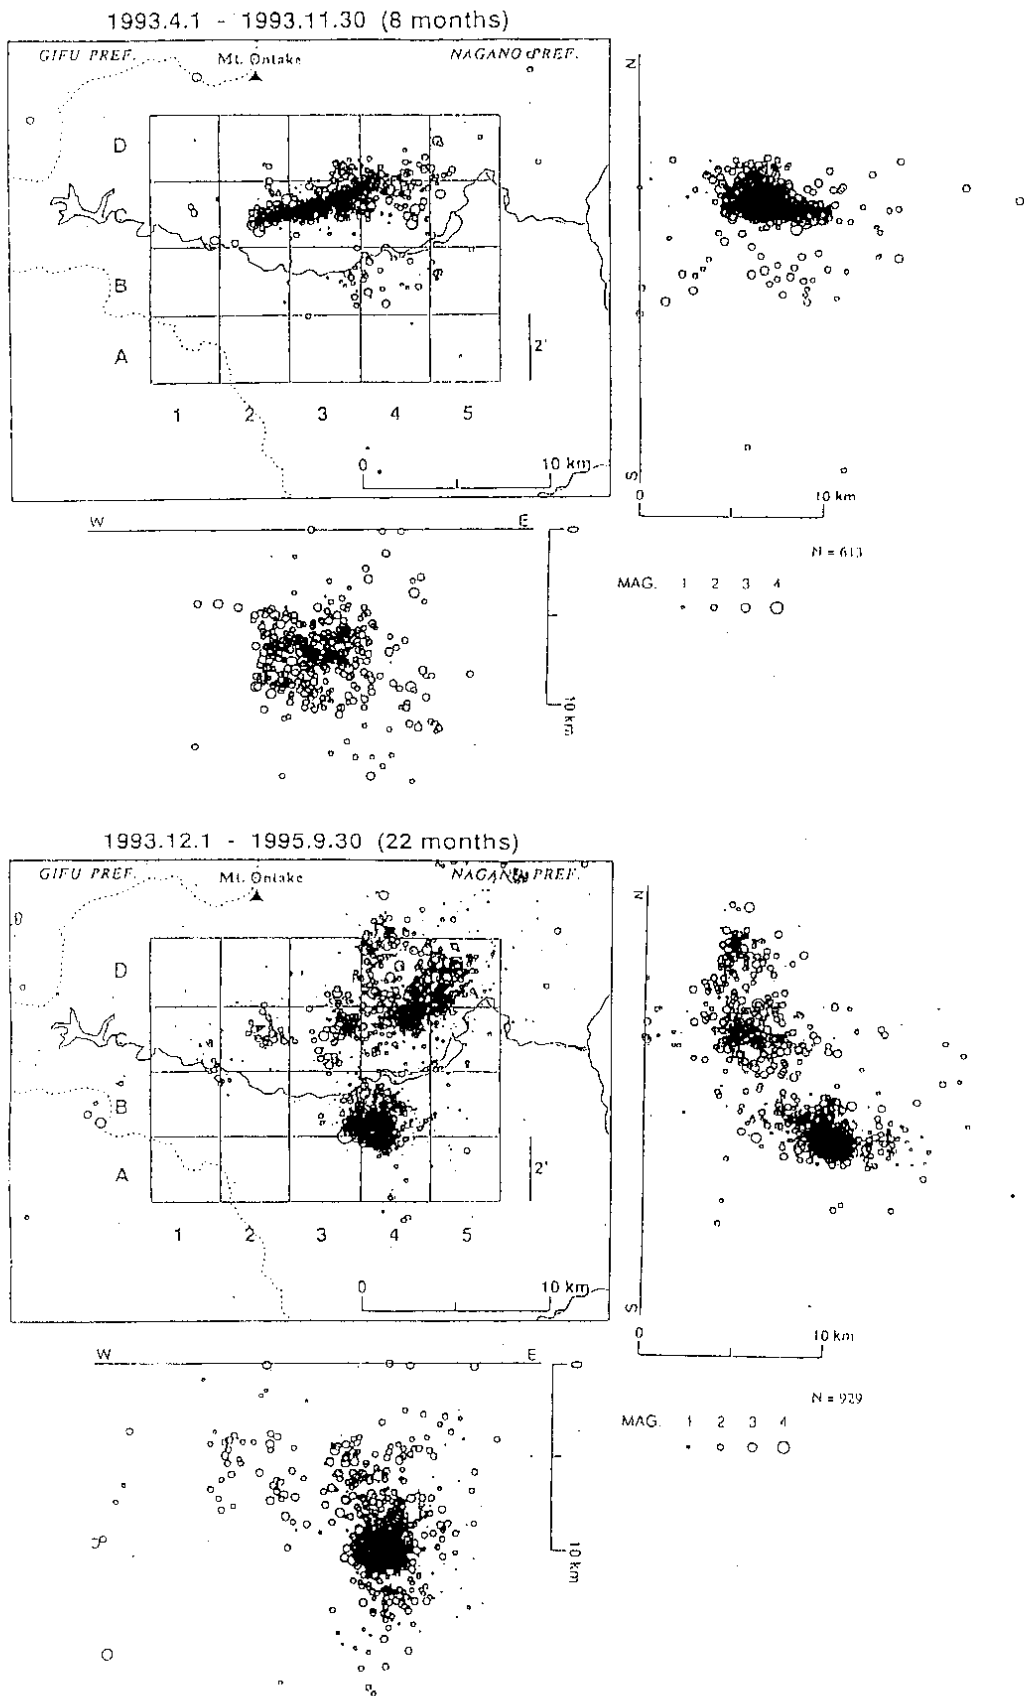 1993.4.1 - 1993.11.30 (8 months)
GIFU PREF.
Mt. Ontake
NAGANO PREF.
D
C
B
A
1 2 3 4 5
2'
0 10 km
N
S
0 10 km
W E
0
10 km
N = 613
MAG. 1 2 3 4
1993.12.1 - 1995.9.30 (22 months)
GIFU PREF.
Mt. Ontake
NAGANO PREF.
D
C
B
A
1 2 3 4 5
2'
0 10 km
N
S
0 10 km
W E
0
10 km
N = 929
MAG. 1 2 3 4